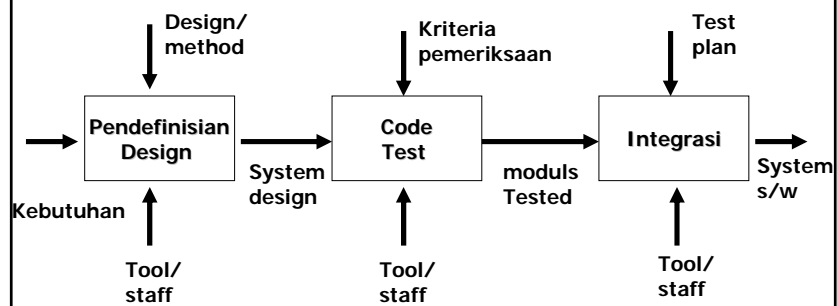 Design/
method
Kriteria
pemeriksaan
Test
plan
Pendefinisian
Design
Code
Test
Integrasi
Kebutuhan
System
design
moduls
Tested
System
s/w
Tool/
staff
Tool/
staff
Tool/
staff